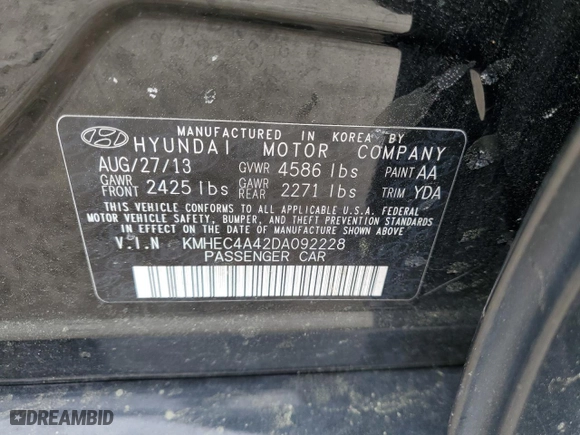 MANUFACTURED IN KOREA BY
HYUNDAI MOTOR COMPANY
AUG/27/13 GVWR 4586 lbs PAINT AA
GAWR FRONT 2425 lbs GAWR REAR 2271 lbs TRIM YDA
THIS VEHICLE CONFORMS TO ALL APPLICABLE U.S.A. FEDERAL
MOTOR VEHICLE SAFETY, BUMPER, AND THEFT PREVENTION STANDARDS
IN EFFECT ON THE DATE OF MANUFACTURE SHOWN ABOVE.
V.I.N KMHEC4A42DA092228
PASSENGER CAR
DREAMBID